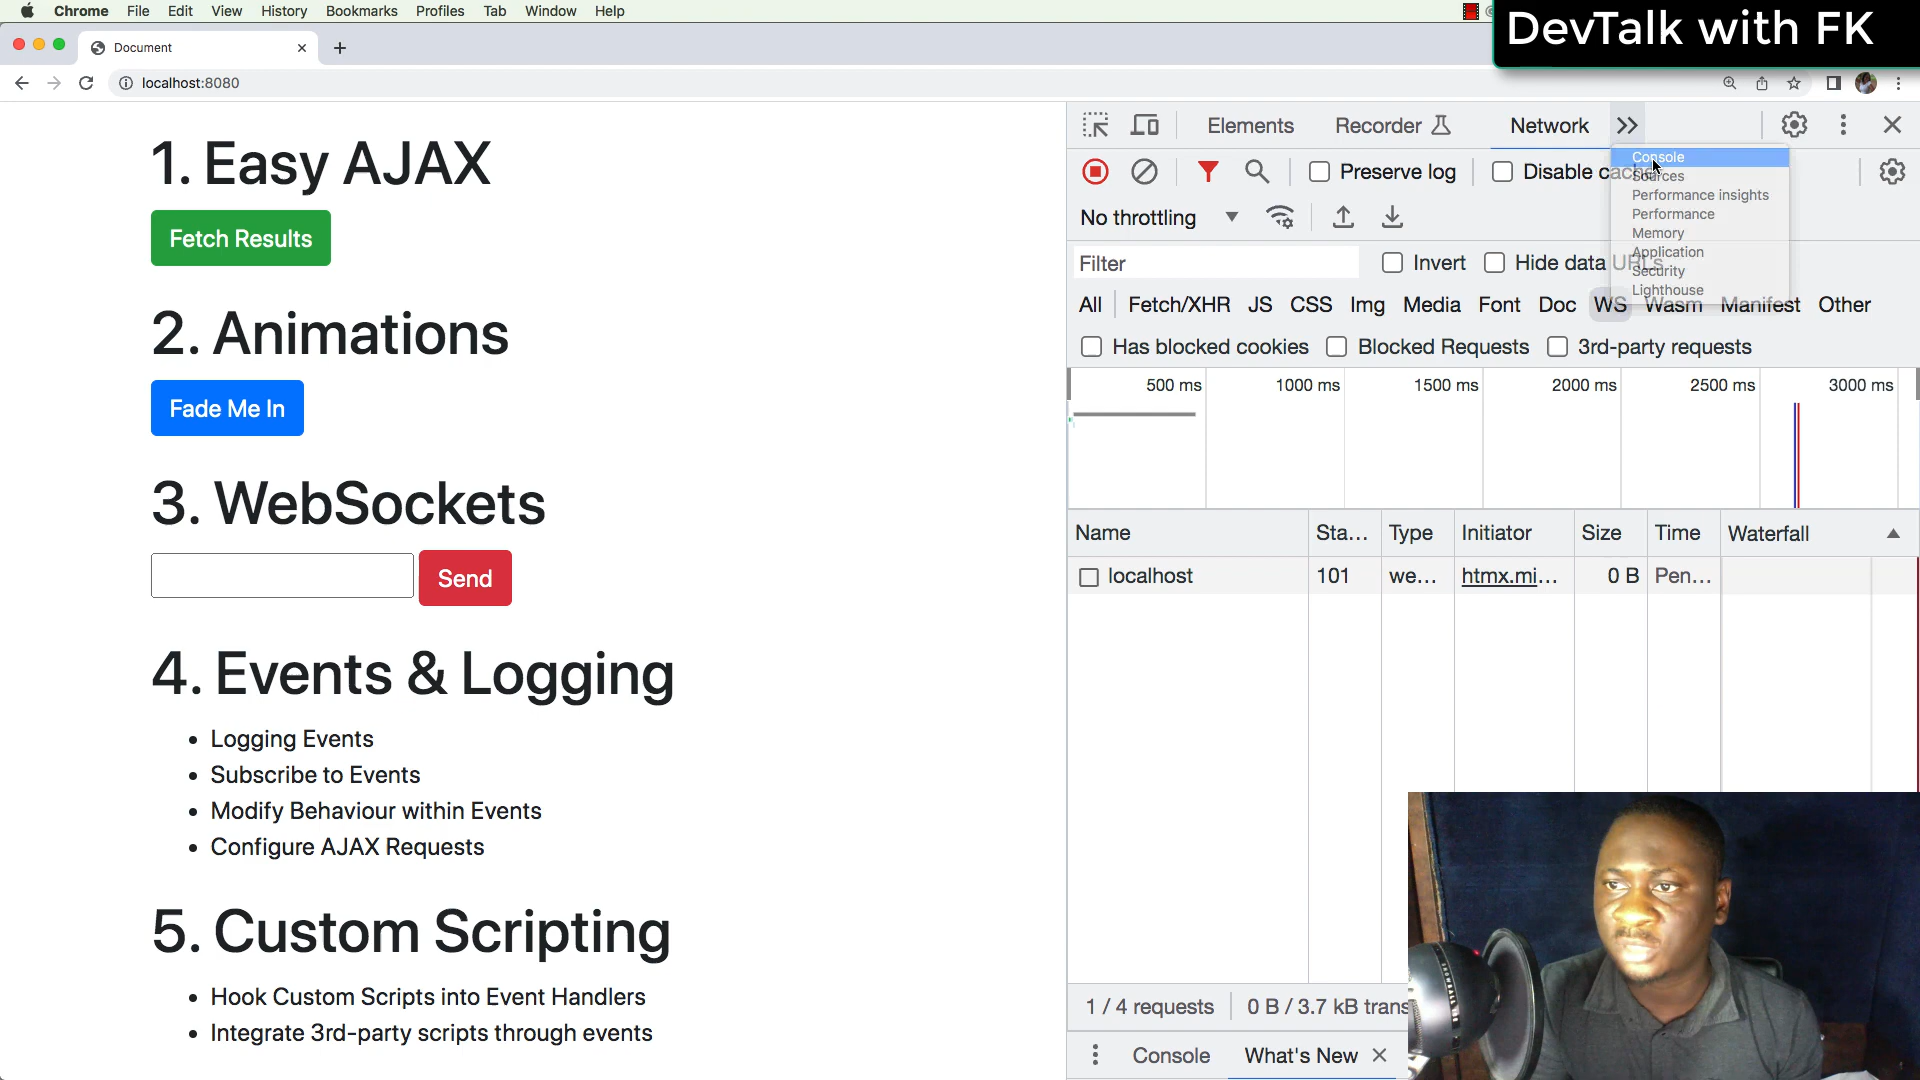 Chrome File Edit View History Bookmarks Profiles Tab Window Help
DevTalk with FK
Document
localhost:8080
1. Easy AJAX
Fetch Results
2. Animations
Fade Me In
3. WebSockets
Send
4. Events & Logging
Logging Events
Subscribe to Events
Modify Behaviour within Events
Configure AJAX Requests
5. Custom Scripting
Hook Custom Scripts into Event Handlers
Integrate 3rd-party scripts through events
Elements Recorder Network
Preserve log Disable cache
Console
Sources
Performance insights
Performance
Memory
Application
Security
Lighthouse
No throttling
Filter Invert Hide data URLs
All Fetch/XHR JS CSS Img Media Font Doc WS Wasm Manifest Other
Has blocked cookies Blocked Requests 3rd-party requests
500 ms 1000 ms 1500 ms 2000 ms 2500 ms 3000 ms
Name Sta... Type Initiator Size Time Waterfall
localhost 101 we... htmx.mi... 0 B Pen...
1 / 4 requests 0 B / 3.7 kB trans
Console What's New